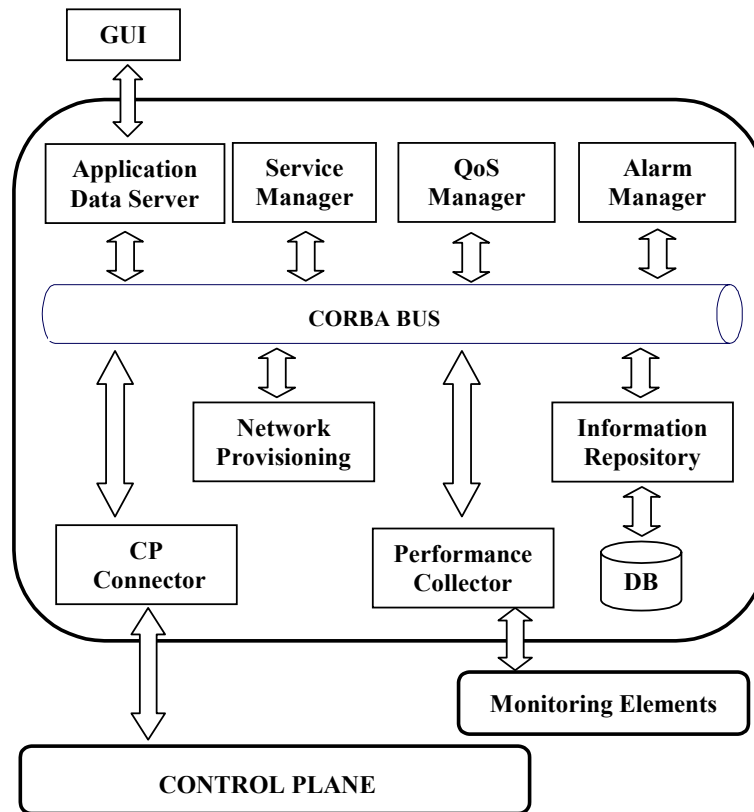 GUI
Application
Data Server
Service
Manager
QoS
Manager
Alarm
Manager
CORBA BUS
Network
Provisioning
Information
Repository
CP
Connector
Performance
Collector
DB
Monitoring Elements
CONTROL PLANE